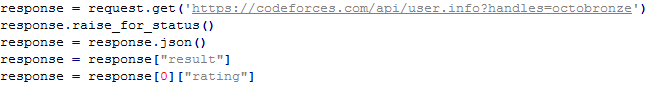 response = request.get('https://codeforces.com/api/user.info?handles=octobronze')
response.raise_for_status()
response = response.json()
response = response["result"]
response = response[0]["rating"]